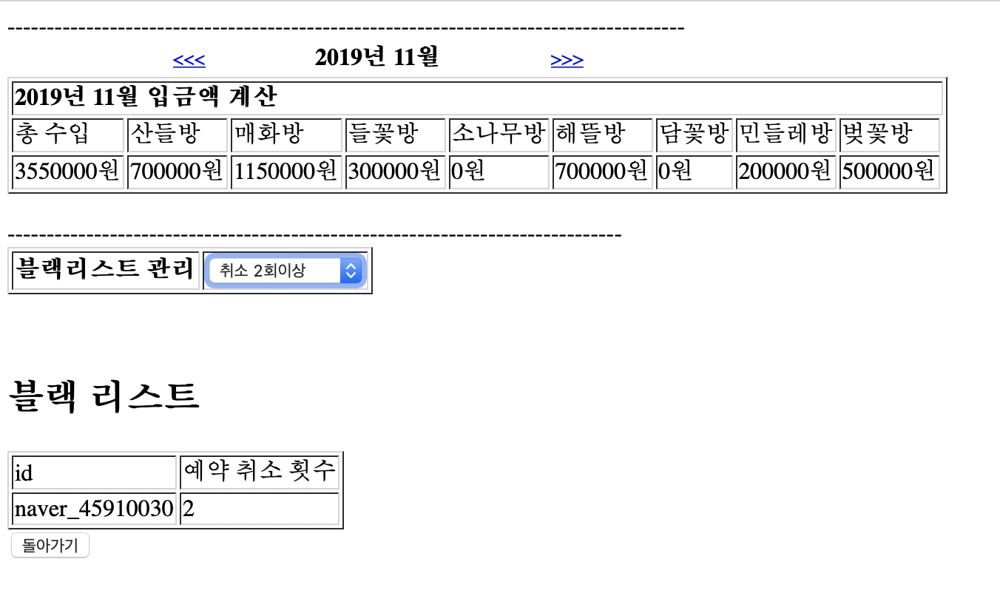 ---------------------------------------------------------------------------------------
<<< 2019년 11월 >>>
2019년 11월 입금액 계산
총 수입 산들방 매화방 들꽃방 소나무방 해뜰방 담꽃방 민들레방 벚꽃방
3550000원 700000원 1150000원 300000원 0원 700000원 0원 200000원 500000원
-------------------------------------------------------------------------------
블랙리스트 관리 취소 2회이상
블랙 리스트
id 예약 취소 횟수
naver_45910030 2
돌아가기